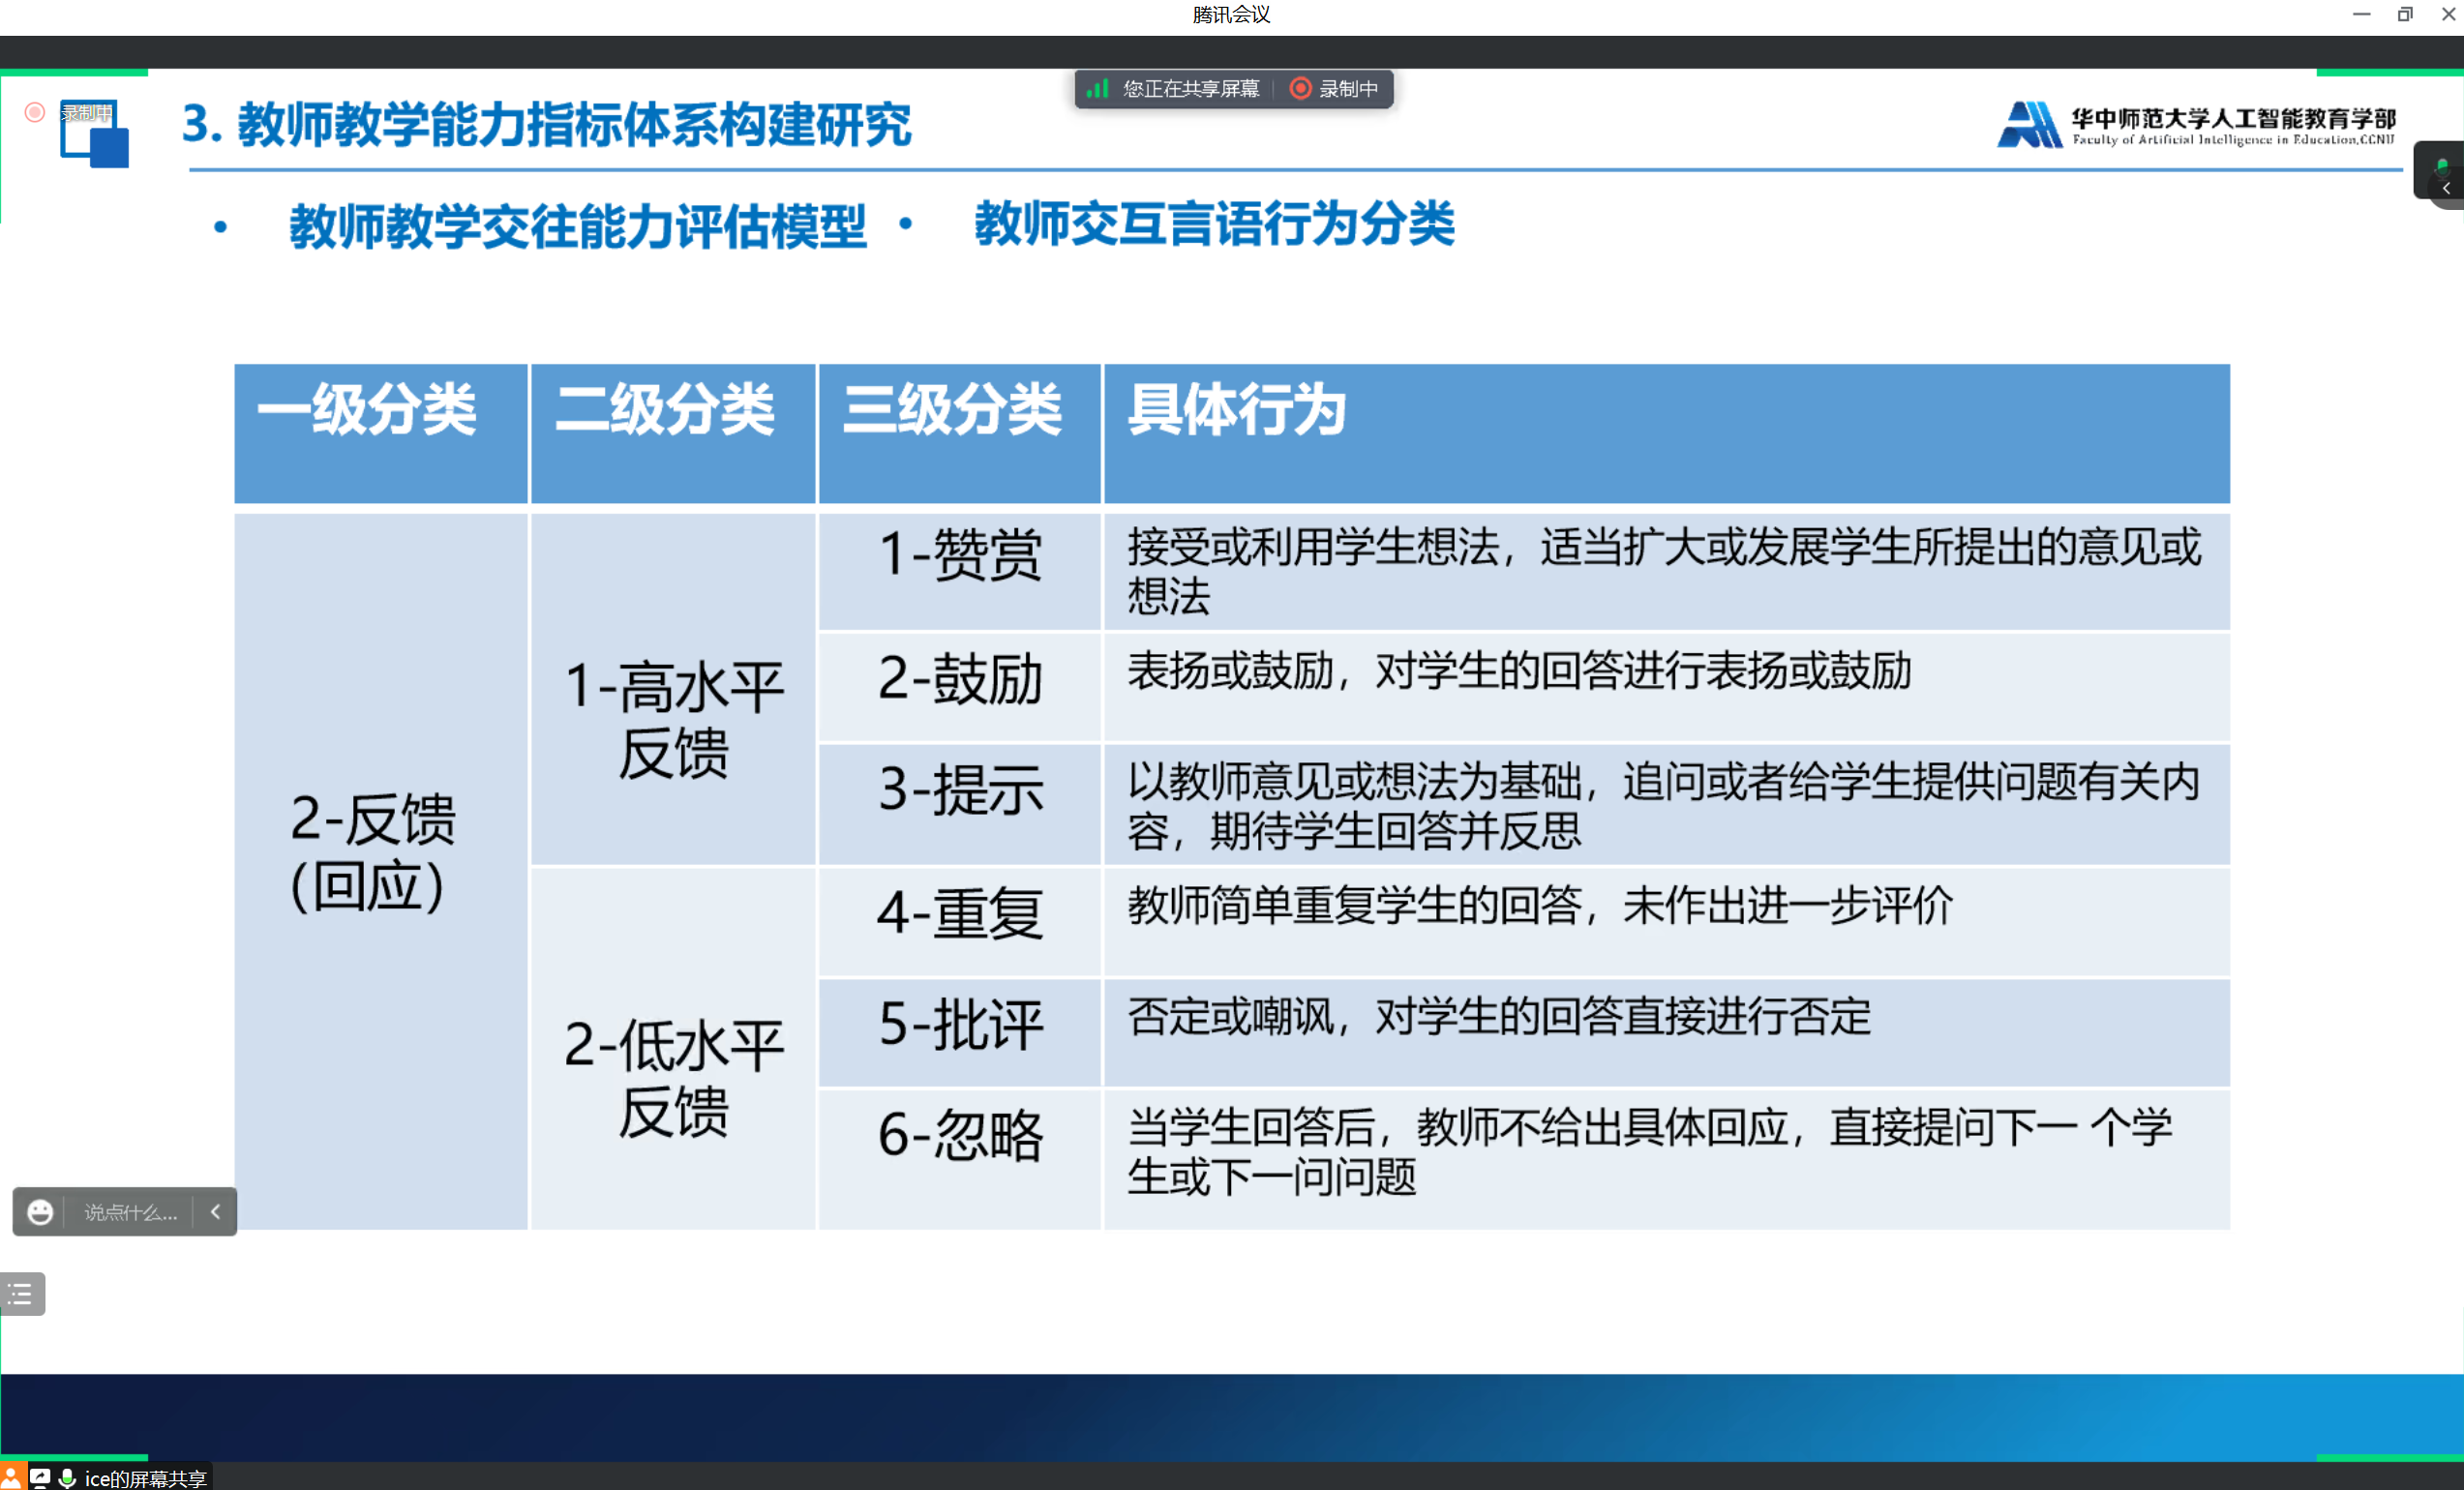 腾讯会议
您正在共享屏幕
录制中
录制中
3. 教师教学能力指标体系构建研究
华中师范大学人工智能教育学部
Faculty of Artificial Intelligence in Education,CCNU
• 教师教学交往能力评估模型
• 教师交互言语行为分类
一级分类
二级分类
三级分类
具体行为
2-反馈
(回应)
1-高水平
反馈
1-赞赏
接受或利用学生想法，适当扩大或发展学生所提出的意见或
想法
2-鼓励
表扬或鼓励，对学生的回答进行表扬或鼓励
3-提示
以教师意见或想法为基础，追问或者给学生提供问题有关内
容，期待学生回答并反思
2-低水平
反馈
4-重复
教师简单重复学生的回答，未作出进一步评价
5-批评
否定或嘲讽，对学生的回答直接进行否定
6-忽略
当学生回答后，教师不给出具体回应，直接提问下一 个学
生或下一问问题
说点什么...
ice的屏幕共享